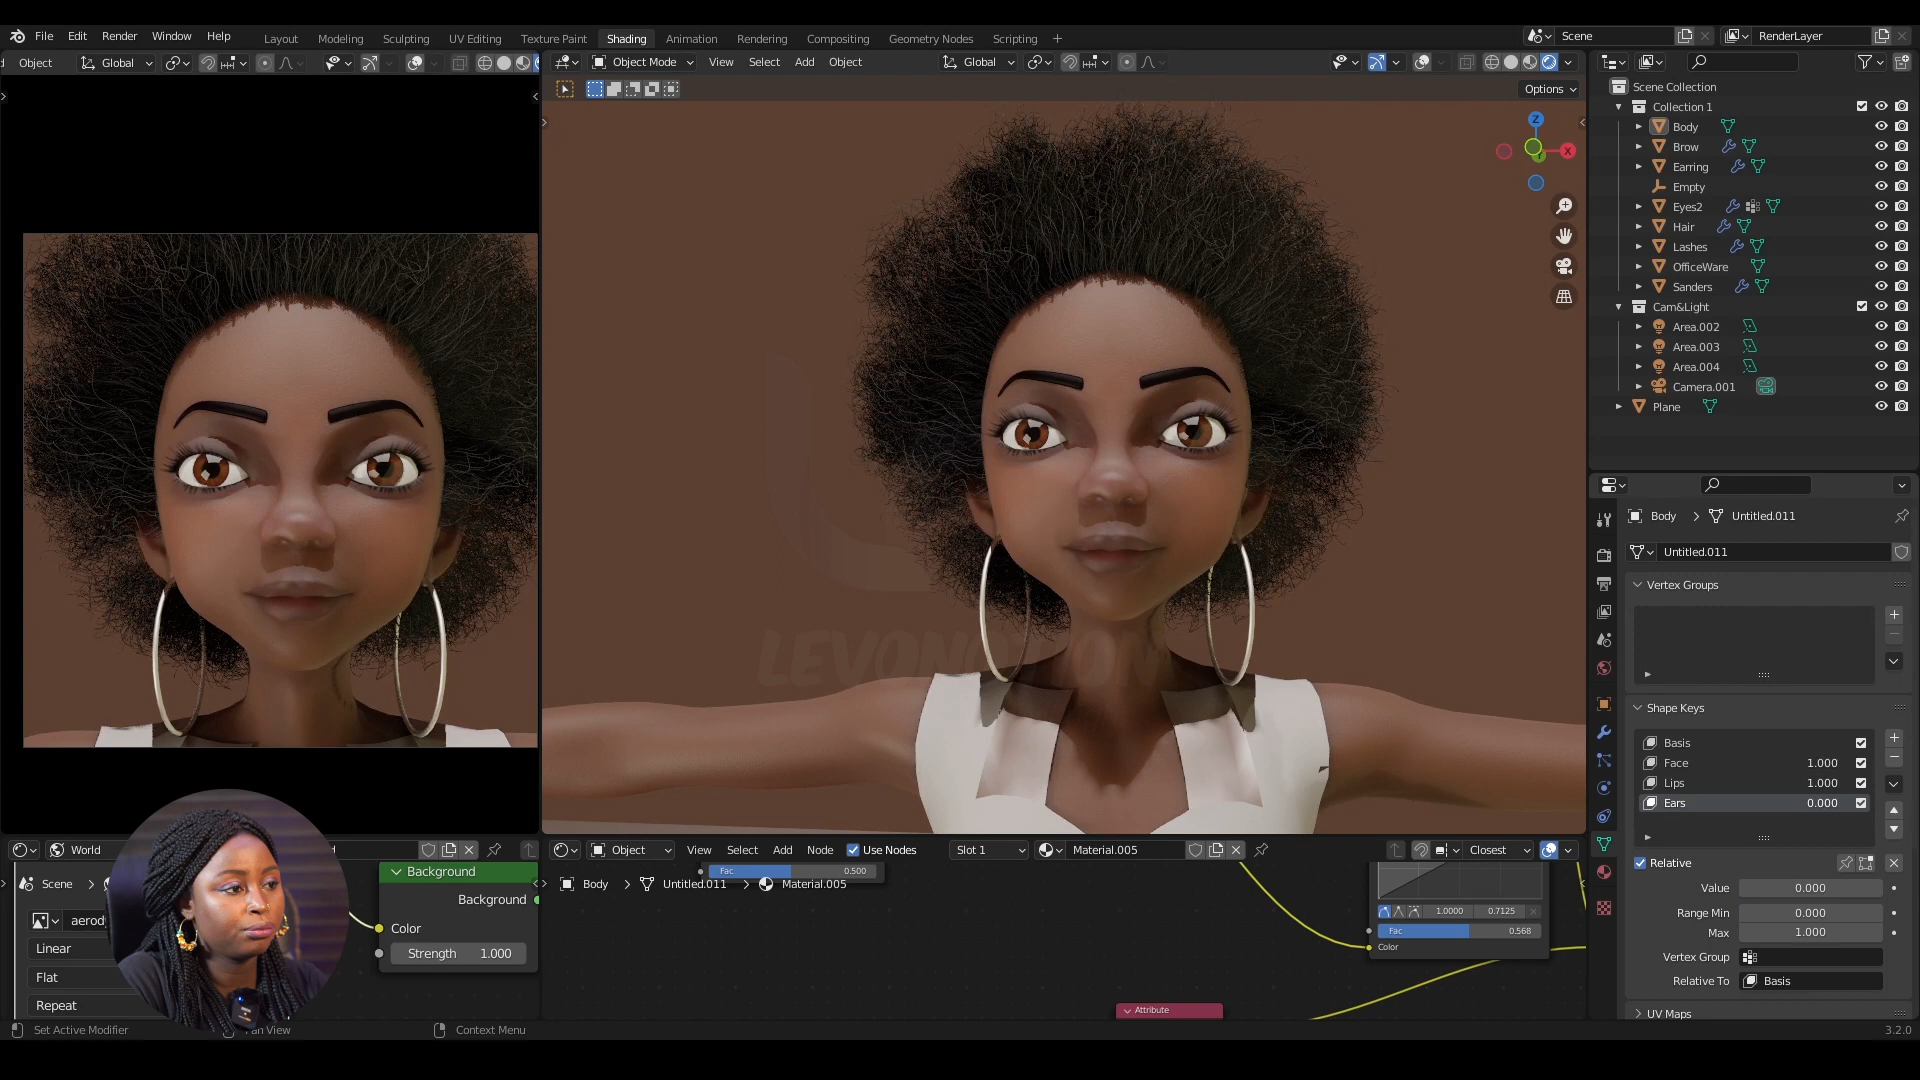 File Edit Render Window Help Layout Modeling Sculpting UV Editing Texture Paint Shading Animation Rendering Compositing Geometry Nodes Scripting + Scene RenderLayer
Object Global
Object Mode View Select Add Object Global
Options
Z
X
LEVONOTION
Scene Collection
Collection 1
Body
Brow
Earring
Empty
Eyes2
Hair
Lashes
OfficeWare
Sanders
Cam&Light
Area.002
Area.003
Area.004
Camera.001
Plane
Body > Untitled.011
Untitled.011
Vertex Groups
Shape Keys
Basis
Face 1.000
Lips 1.000
Ears 0.000
Relative
Value 0.000
Range Min 0.000
Max 1.000
Vertex Group
Relative To Basis
UV Maps
World
Scene
Linear
Flat
Repeat
Background
Background
Color
Strength 1.000
Object View Select Add Node Use Nodes Slot 1 Material.005 Closest
Fac 0.500
Body > Untitled.011 > Material.005
1.0000 0.7125
Fac 0.568
Color
Attribute
Set Active Modifier Pan View Context Menu 3.2.0